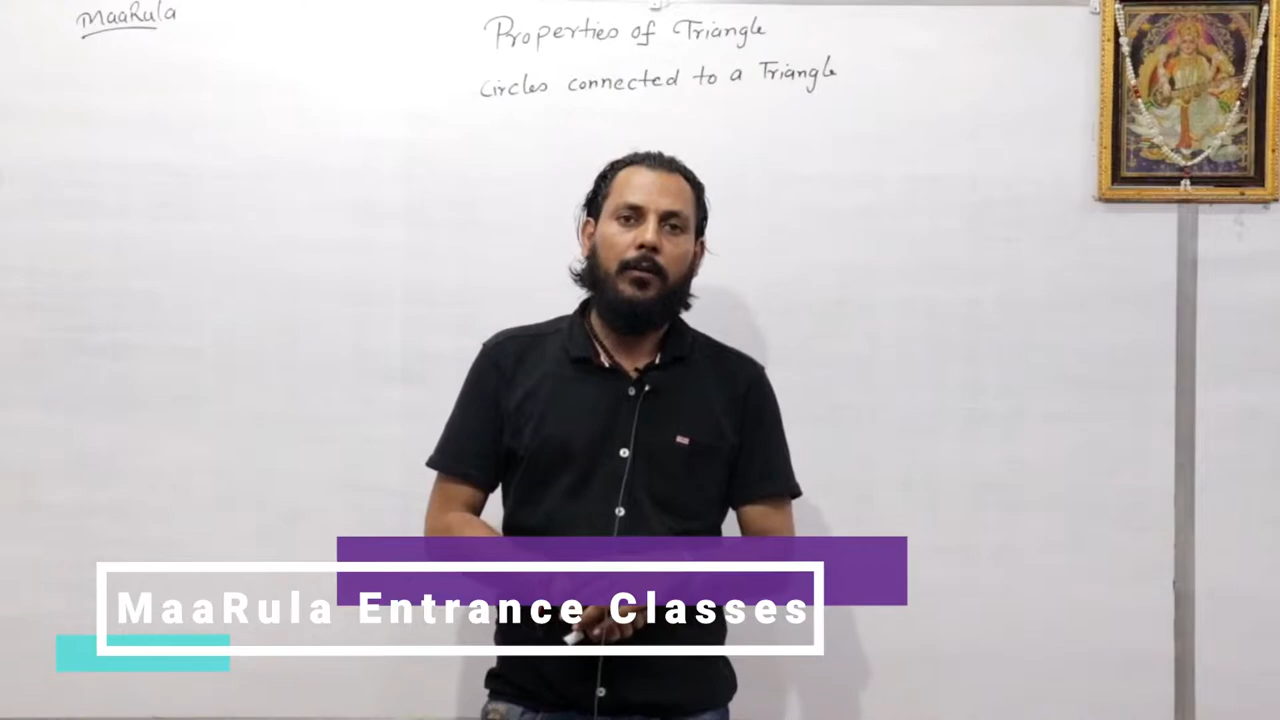 MaaRula
Properties of Triangle
Circles connected to a Triangle
MaaRula Entrance Classes